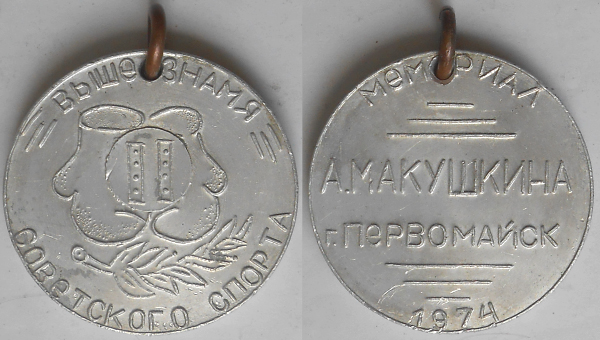 ВЫШЕ ЗНАМЯ
II
СОВЕТСКОГО СПОРТА
МЕМОРИАЛ
А.МАКУШКИНА
г.ПЕРВОМАЙСК
1974